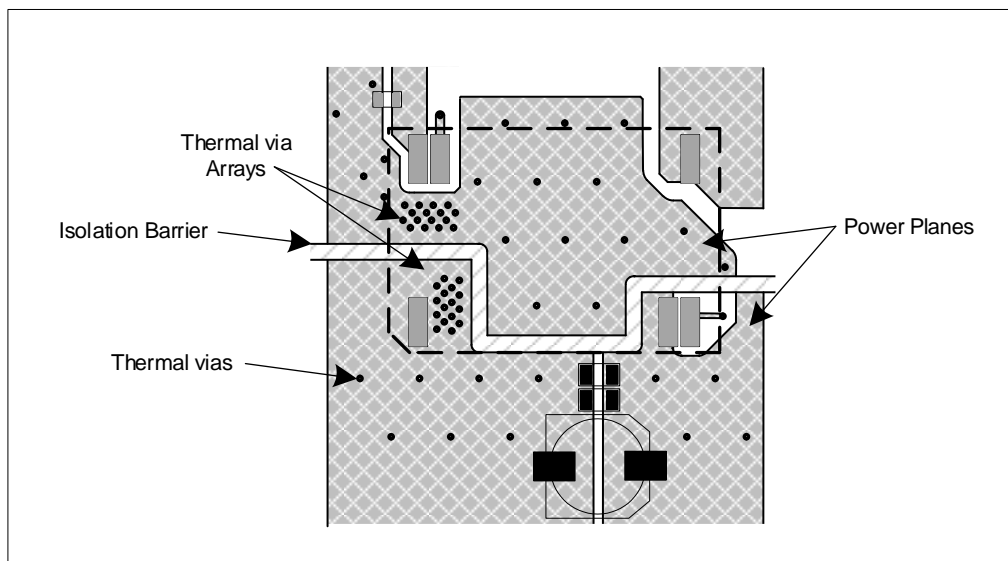 Thermal via
Arrays
Isolation Barrier
Power Planes
Thermal vias